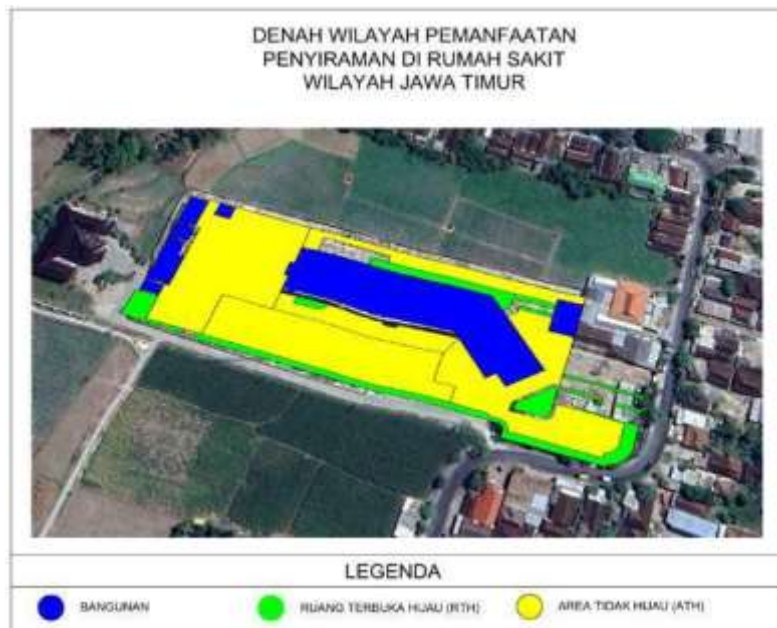 DENAH WILAYAH PEMANFAATAN
PENYIRAMAN DI RUMAH SAKIT
WILAYAH JAWA TIMUR
LEGENDA
BANGUNAN
RUANG TERBUKA HIJAU (RTH)
AREA TIDAK HIJAU (ATH)